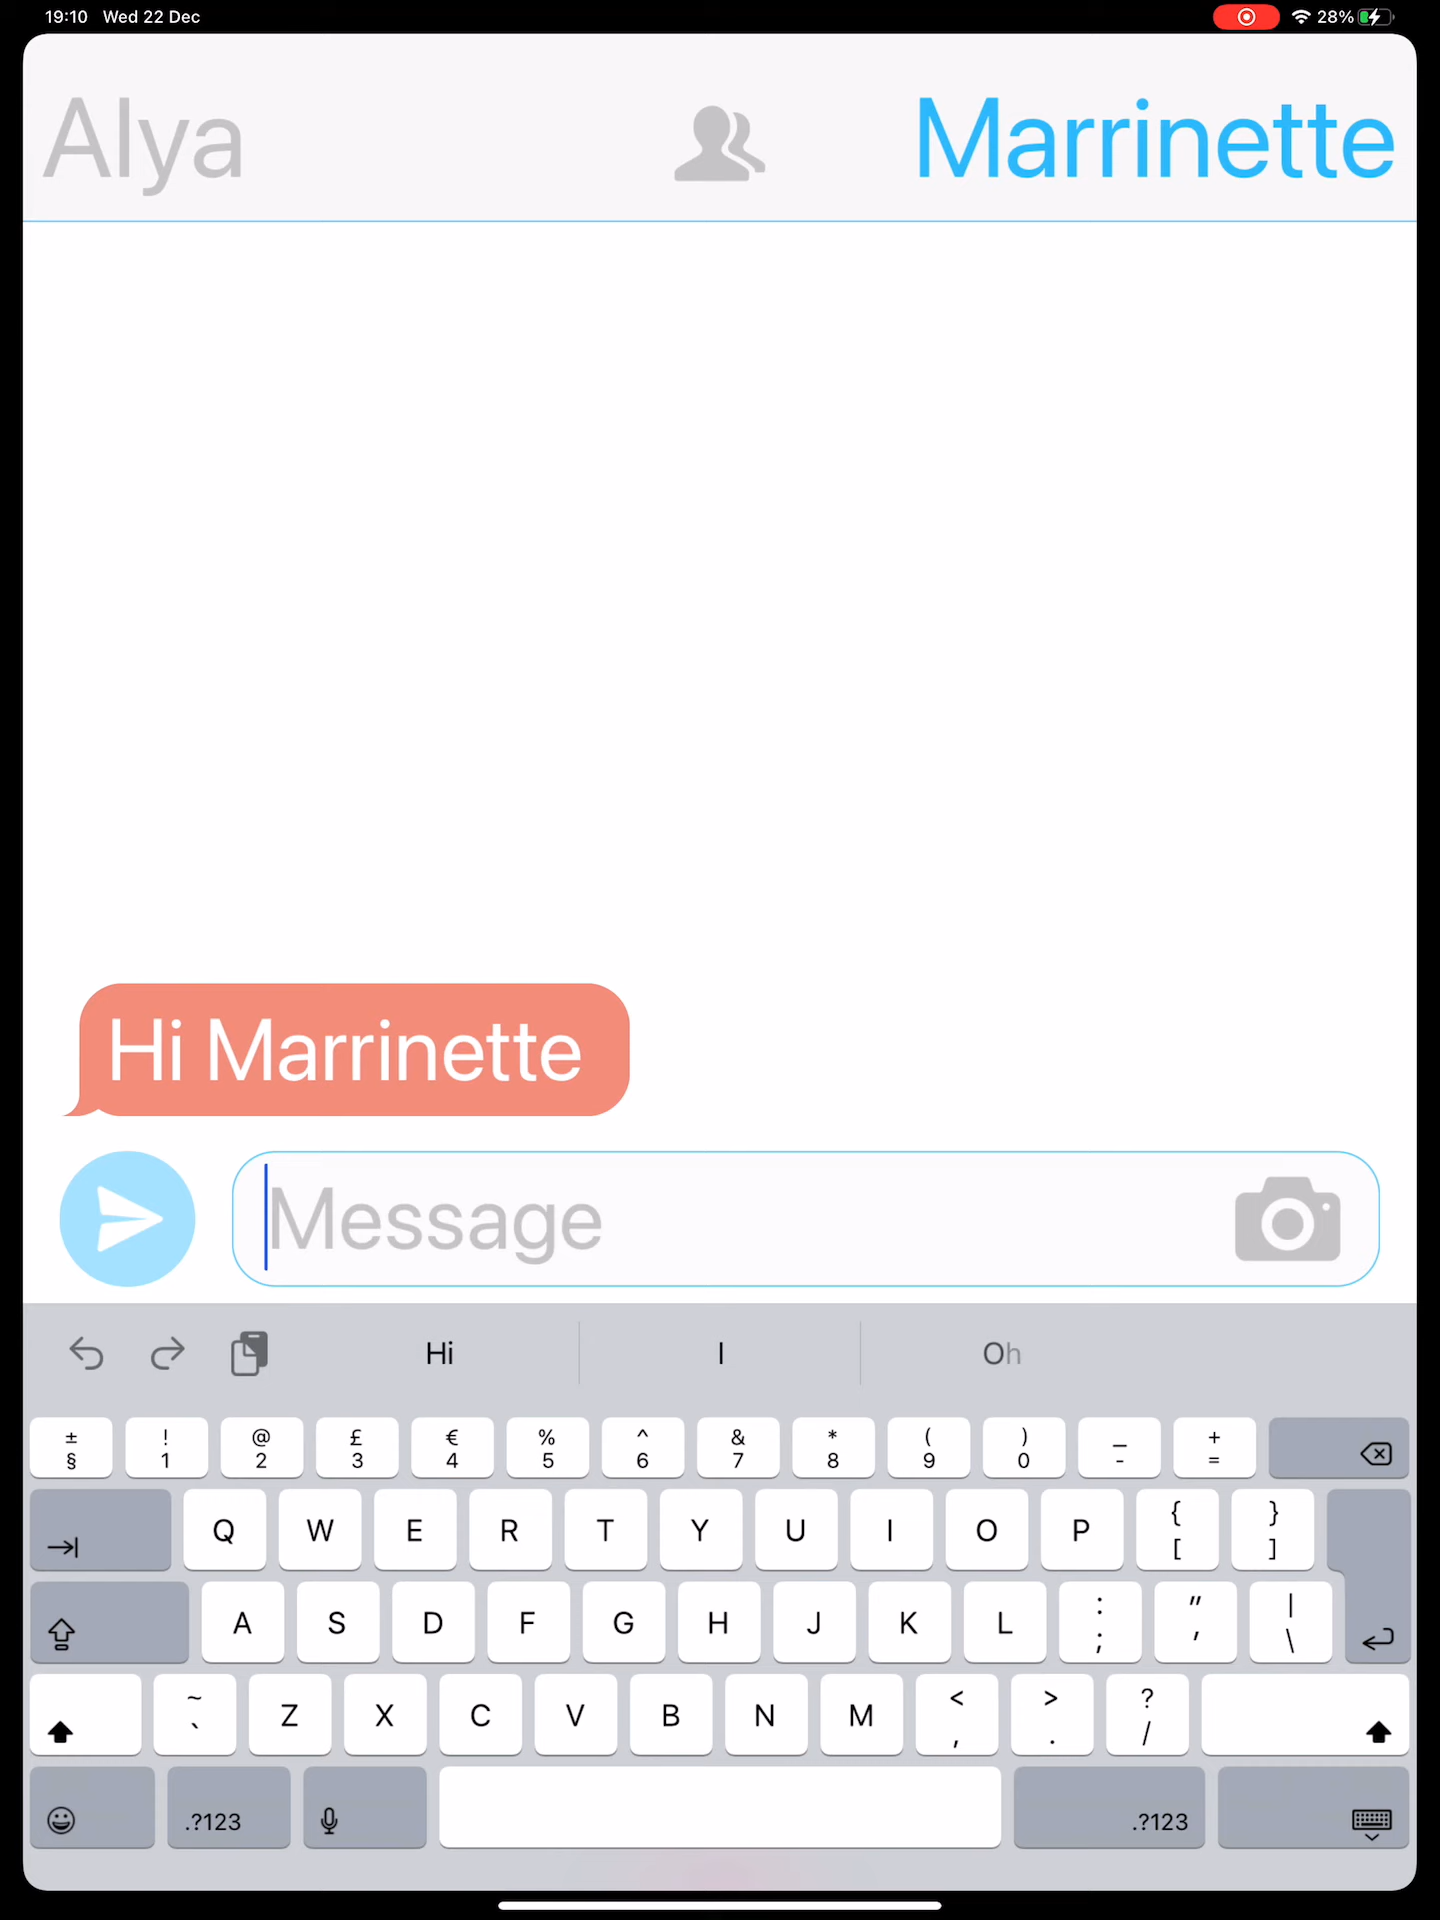 19:10 Wed 22 Dec 28%
Alya Marrinette
Hi Marrinette
Message
Hi I Oh
± ! @ £ € % ^ & * ( ) _ +
§ 1 2 3 4 5 6 7 8 9 0 - =
Q W E R T Y U I O P { }
[ ]
A S D F G H J K L : " |
; ' \
~ Z X C V B N M < > ?
` , . /
.?123 .?123